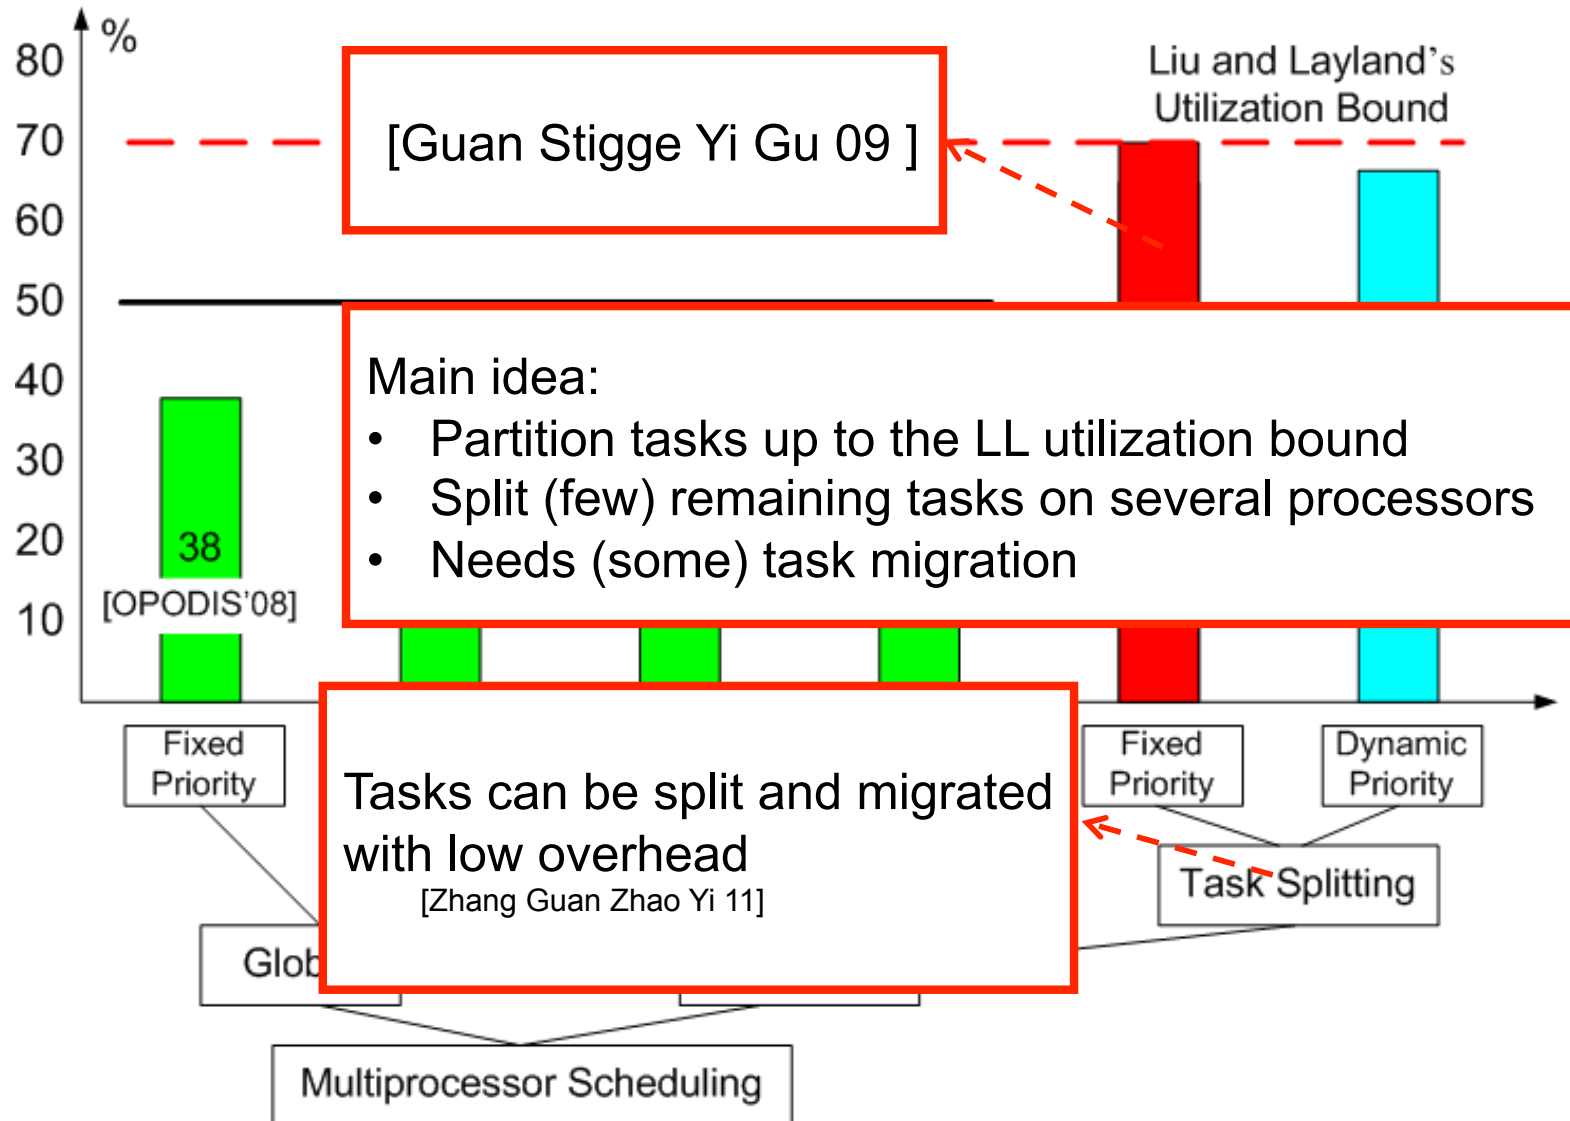 %
80
70
60
50
40
30
20
10
Liu and Layland's
Utilization Bound
[Guan Stigge Yi Gu 09 ]
Main idea:
• Partition tasks up to the LL utilization bound
• Split (few) remaining tasks on several processors
• Needs (some) task migration
38
[OPODIS'08]
Fixed
Priority
Tasks can be split and migrated
with low overhead
[Zhang Guan Zhao Yi 11]
Fixed
Priority
Dynamic
Priority
Task Splitting
Glob
Multiprocessor Scheduling